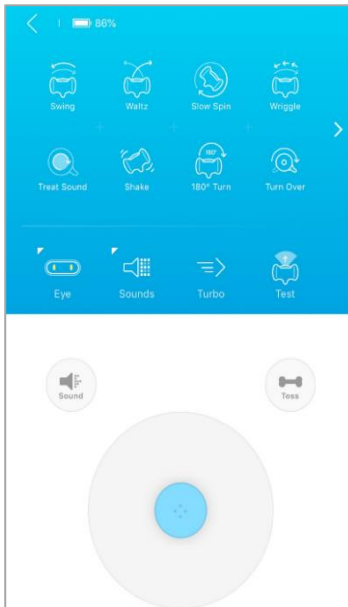 86%
Swing Waltz Slow Spin Wriggle
180°
Treat Sound Shake 180° Turn Turn Over
Eye Sounds Turbo Test
Sound Toss